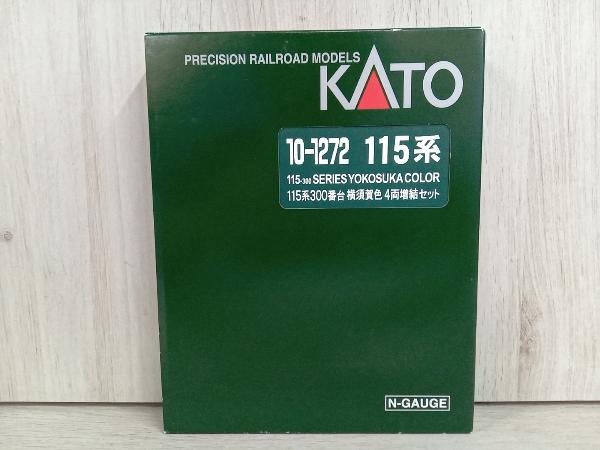 PRECISION RAILROAD MODELS
KATO
10-1272 115系
115-300 SERIES YOKOSUKA COLOR
115系300番台 横須賀色 4両増結セット
N-GAUGE